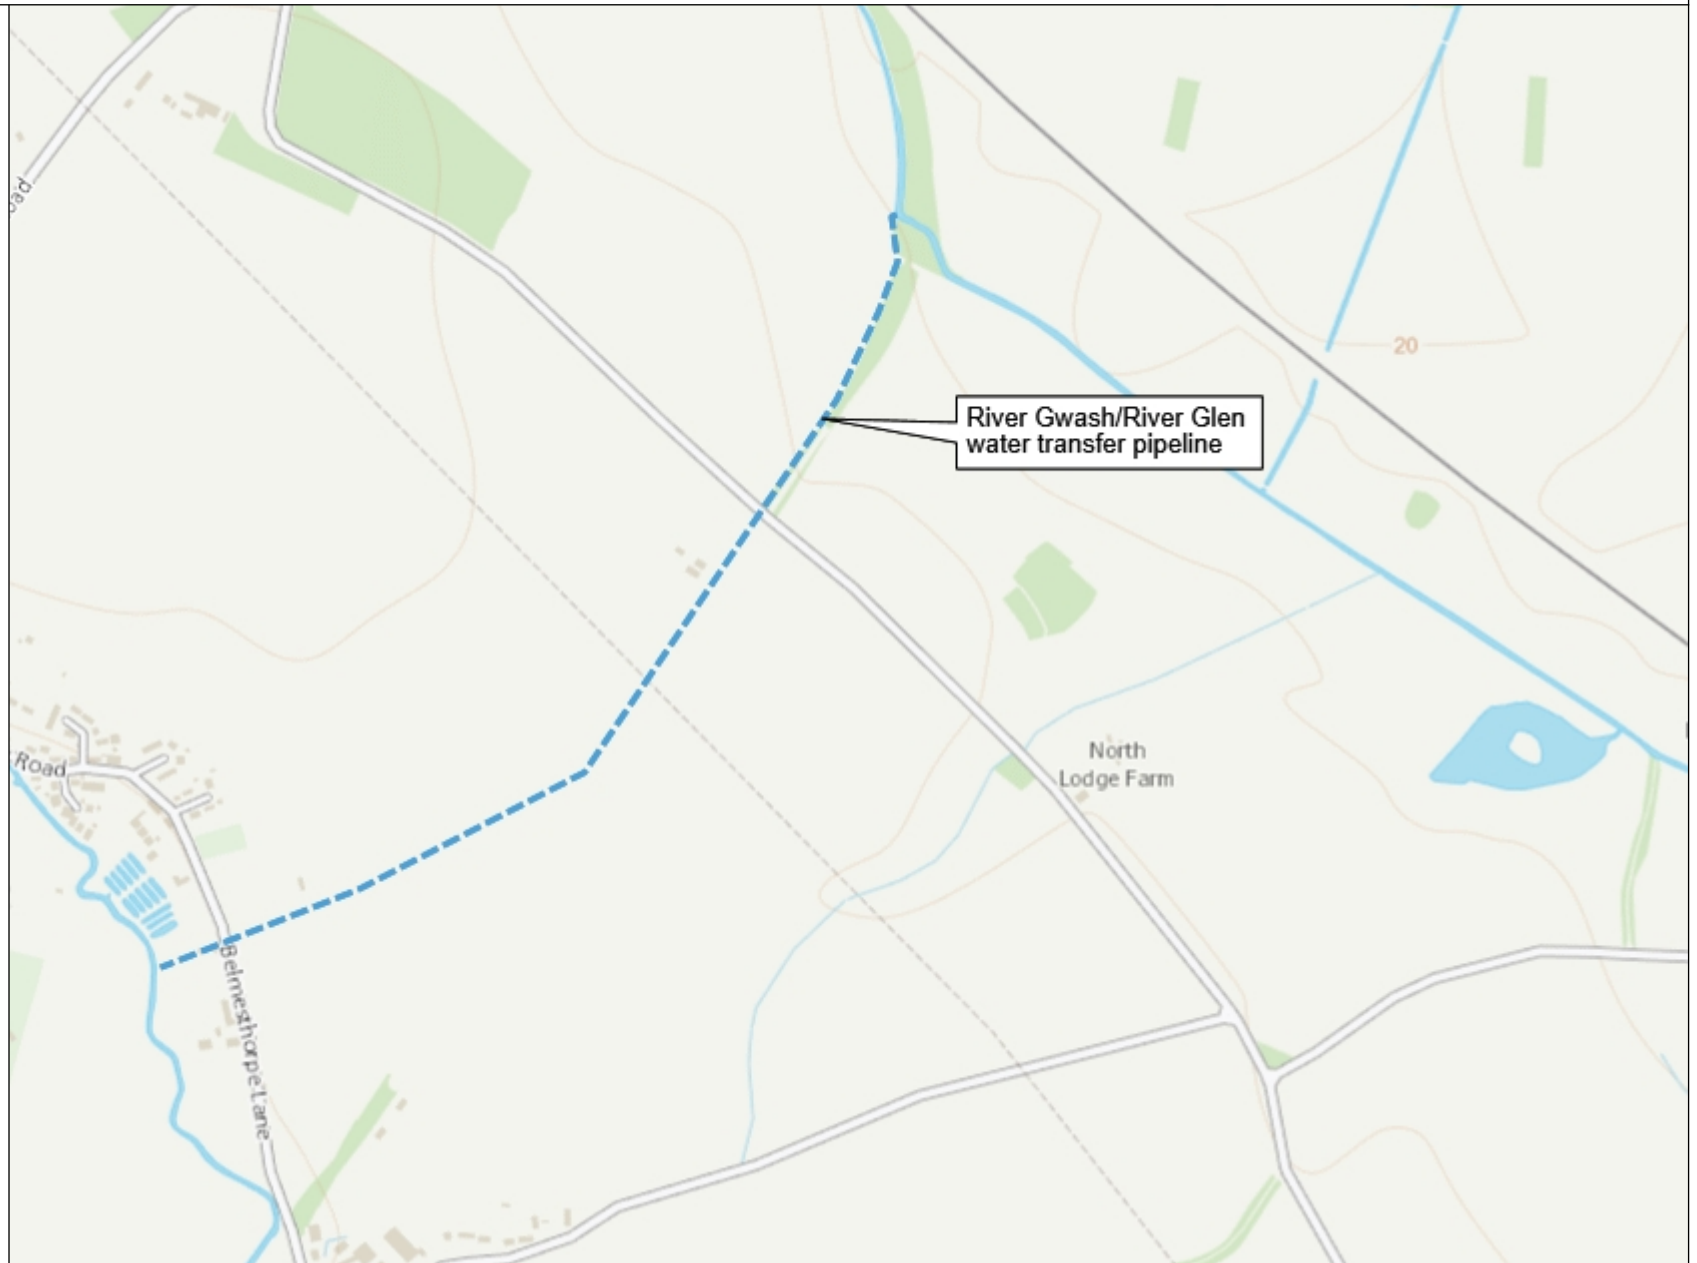 oad
20
River Gwash/River Glen
water transfer pipeline
North
Lodge Farm
Road
Belmesthorpe Lane